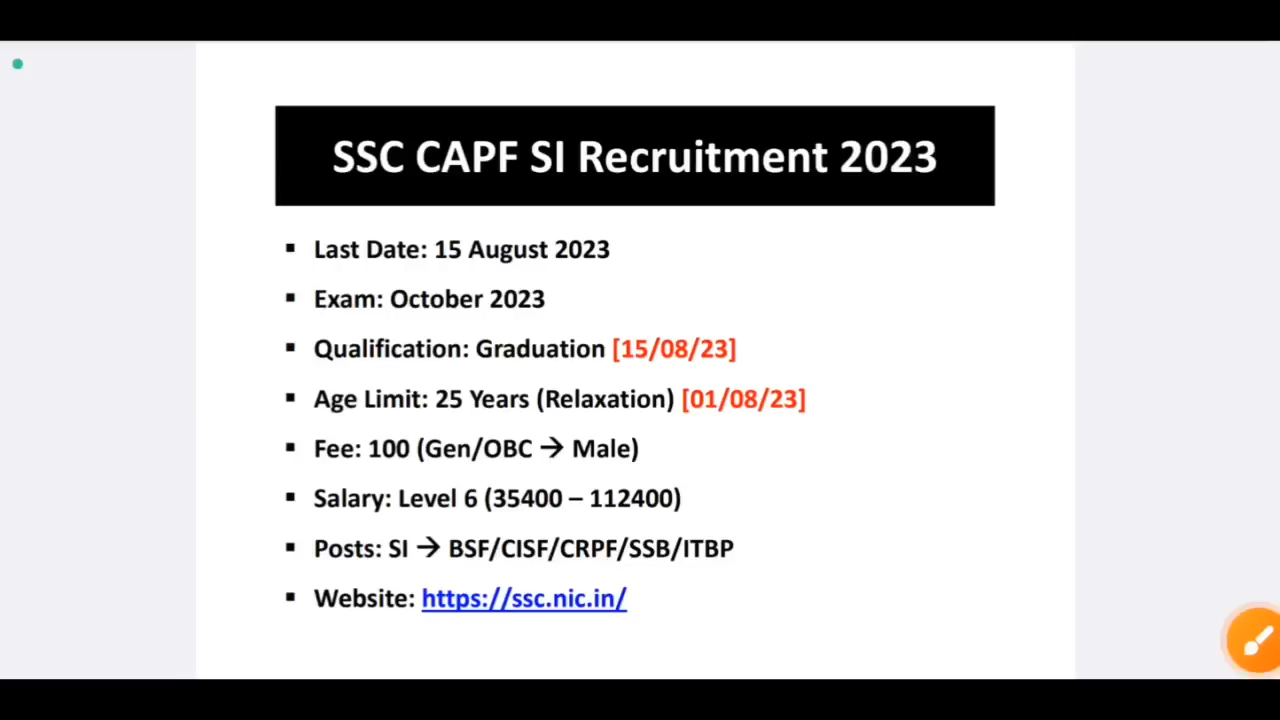 SSC CAPF SI Recruitment 2023
▪ Last Date: 15 August 2023
▪ Exam: October 2023
▪ Qualification: Graduation [15/08/23]
▪ Age Limit: 25 Years (Relaxation) [01/08/23]
▪ Fee: 100 (Gen/OBC → Male)
▪ Salary: Level 6 (35400 – 112400)
▪ Posts: SI → BSF/CISF/CRPF/SSB/ITBP
▪ Website: https://ssc.nic.in/